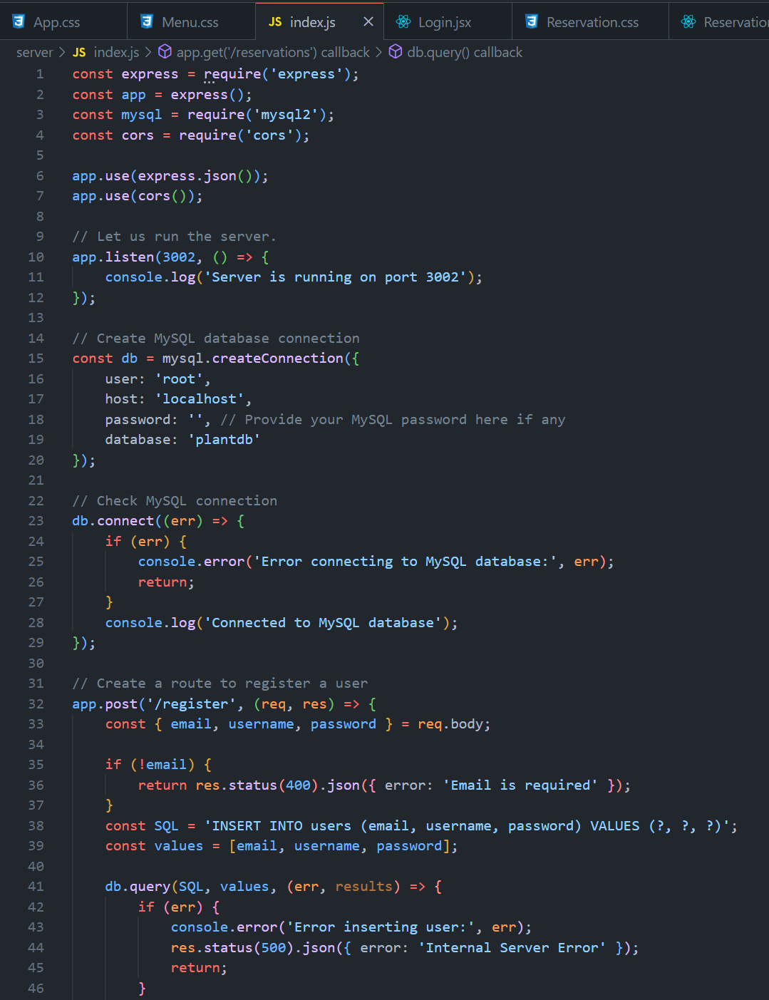 App.css Menu.css JS index.js × Login.jsx Reservation.css Reservation
server > JS index.js > app.get('/reservations') callback > db.query() callback
1 const express = require('express');
2 const app = express();
3 const mysql = require('mysql2');
4 const cors = require('cors');
5
6 app.use(express.json());
7 app.use(cors());
8
9 // Let us run the server.
10 app.listen(3002, () => {
11     console.log('Server is running on port 3002');
12 });
13
14 // Create MySQL database connection
15 const db = mysql.createConnection({
16     user: 'root',
17     host: 'localhost',
18     password: '', // Provide your MySQL password here if any
19     database: 'plantdb'
20 });
21
22 // Check MySQL connection
23 db.connect((err) => {
24     if (err) {
25         console.error('Error connecting to MySQL database:', err);
26         return;
27     }
28     console.log('Connected to MySQL database');
29 });
30
31 // Create a route to register a user
32 app.post('/register', (req, res) => {
33     const { email, username, password } = req.body;
34
35     if (!email) {
36         return res.status(400).json({ error: 'Email is required' });
37     }
38     const SQL = 'INSERT INTO users (email, username, password) VALUES (?, ?, ?)';
39     const values = [email, username, password];
40
41     db.query(SQL, values, (err, results) => {
42         if (err) {
43             console.error('Error inserting user:', err);
44             res.status(500).json({ error: 'Internal Server Error' });
45             return;
46         }